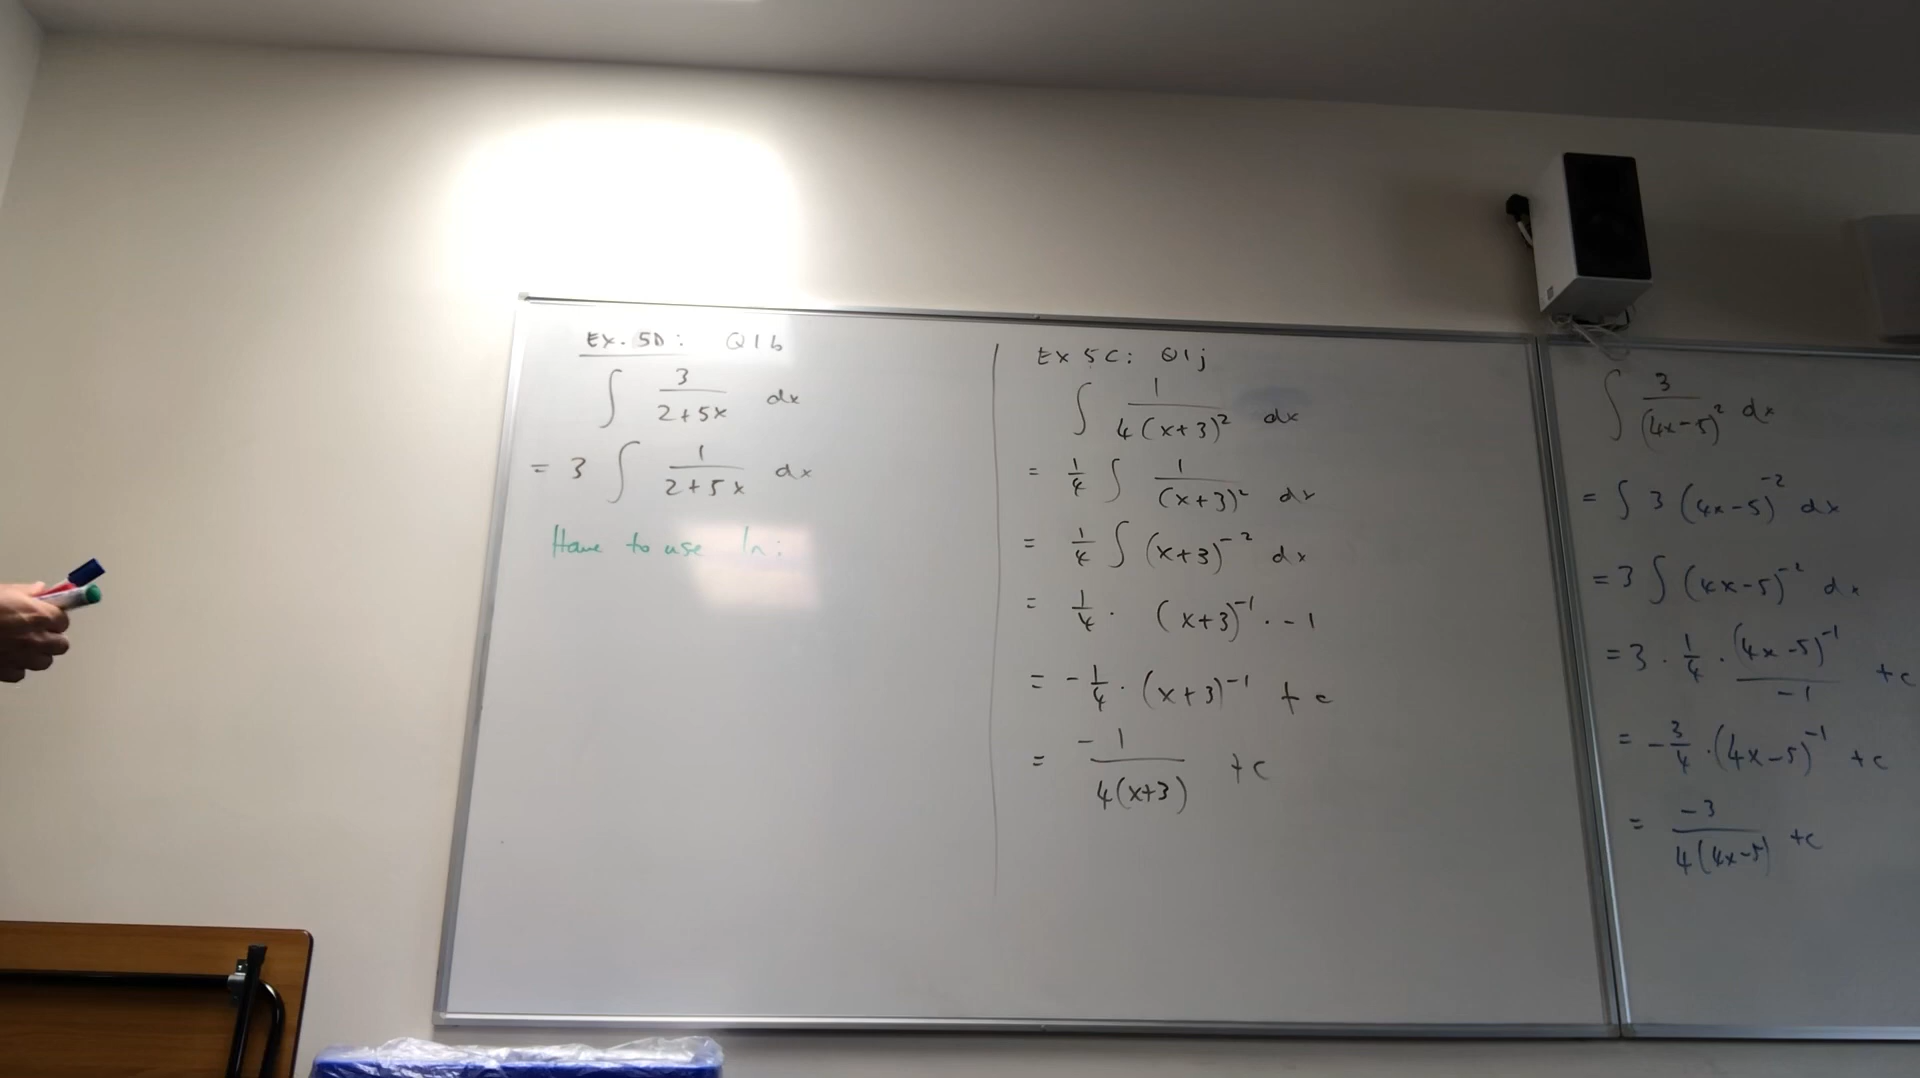 Ex. 5D: Q1b
∫ 3/(2+5x) dx
= 3 ∫ 1/(2+5x) dx
Have to use ln:
Ex 5C: Q1j
∫ 1/(4(x+3)²) dx
= 1/4 ∫ 1/(x+3)² dx
= 1/4 ∫ (x+3)⁻² dx
= 1/4 · (x+3)⁻¹ · -1
= -1/4 · (x+3)⁻¹ + c
= -1/(4(x+3)) + c
∫ 3/(4x-5)² dx
= ∫ 3 (4x-5)⁻² dx
= 3 ∫ (4x-5)⁻² dx
= 3 · 1/4 · (4x-5)⁻¹/-1 + c
= -3/4 · (4x-5)⁻¹ + c
= -3/(4(4x-5)) + c